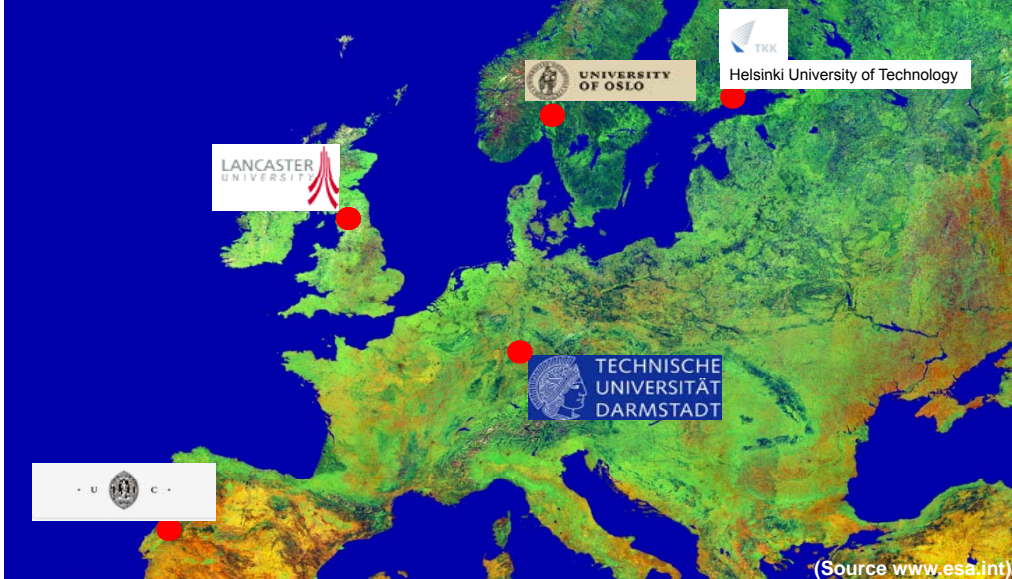 TKK
Helsinki University of Technology
UNIVERSITY
OF OSLO
LANCASTER
UNIVERSITY
TECHNISCHE
UNIVERSITÄT
DARMSTADT
· U C ·
(Source www.esa.int)